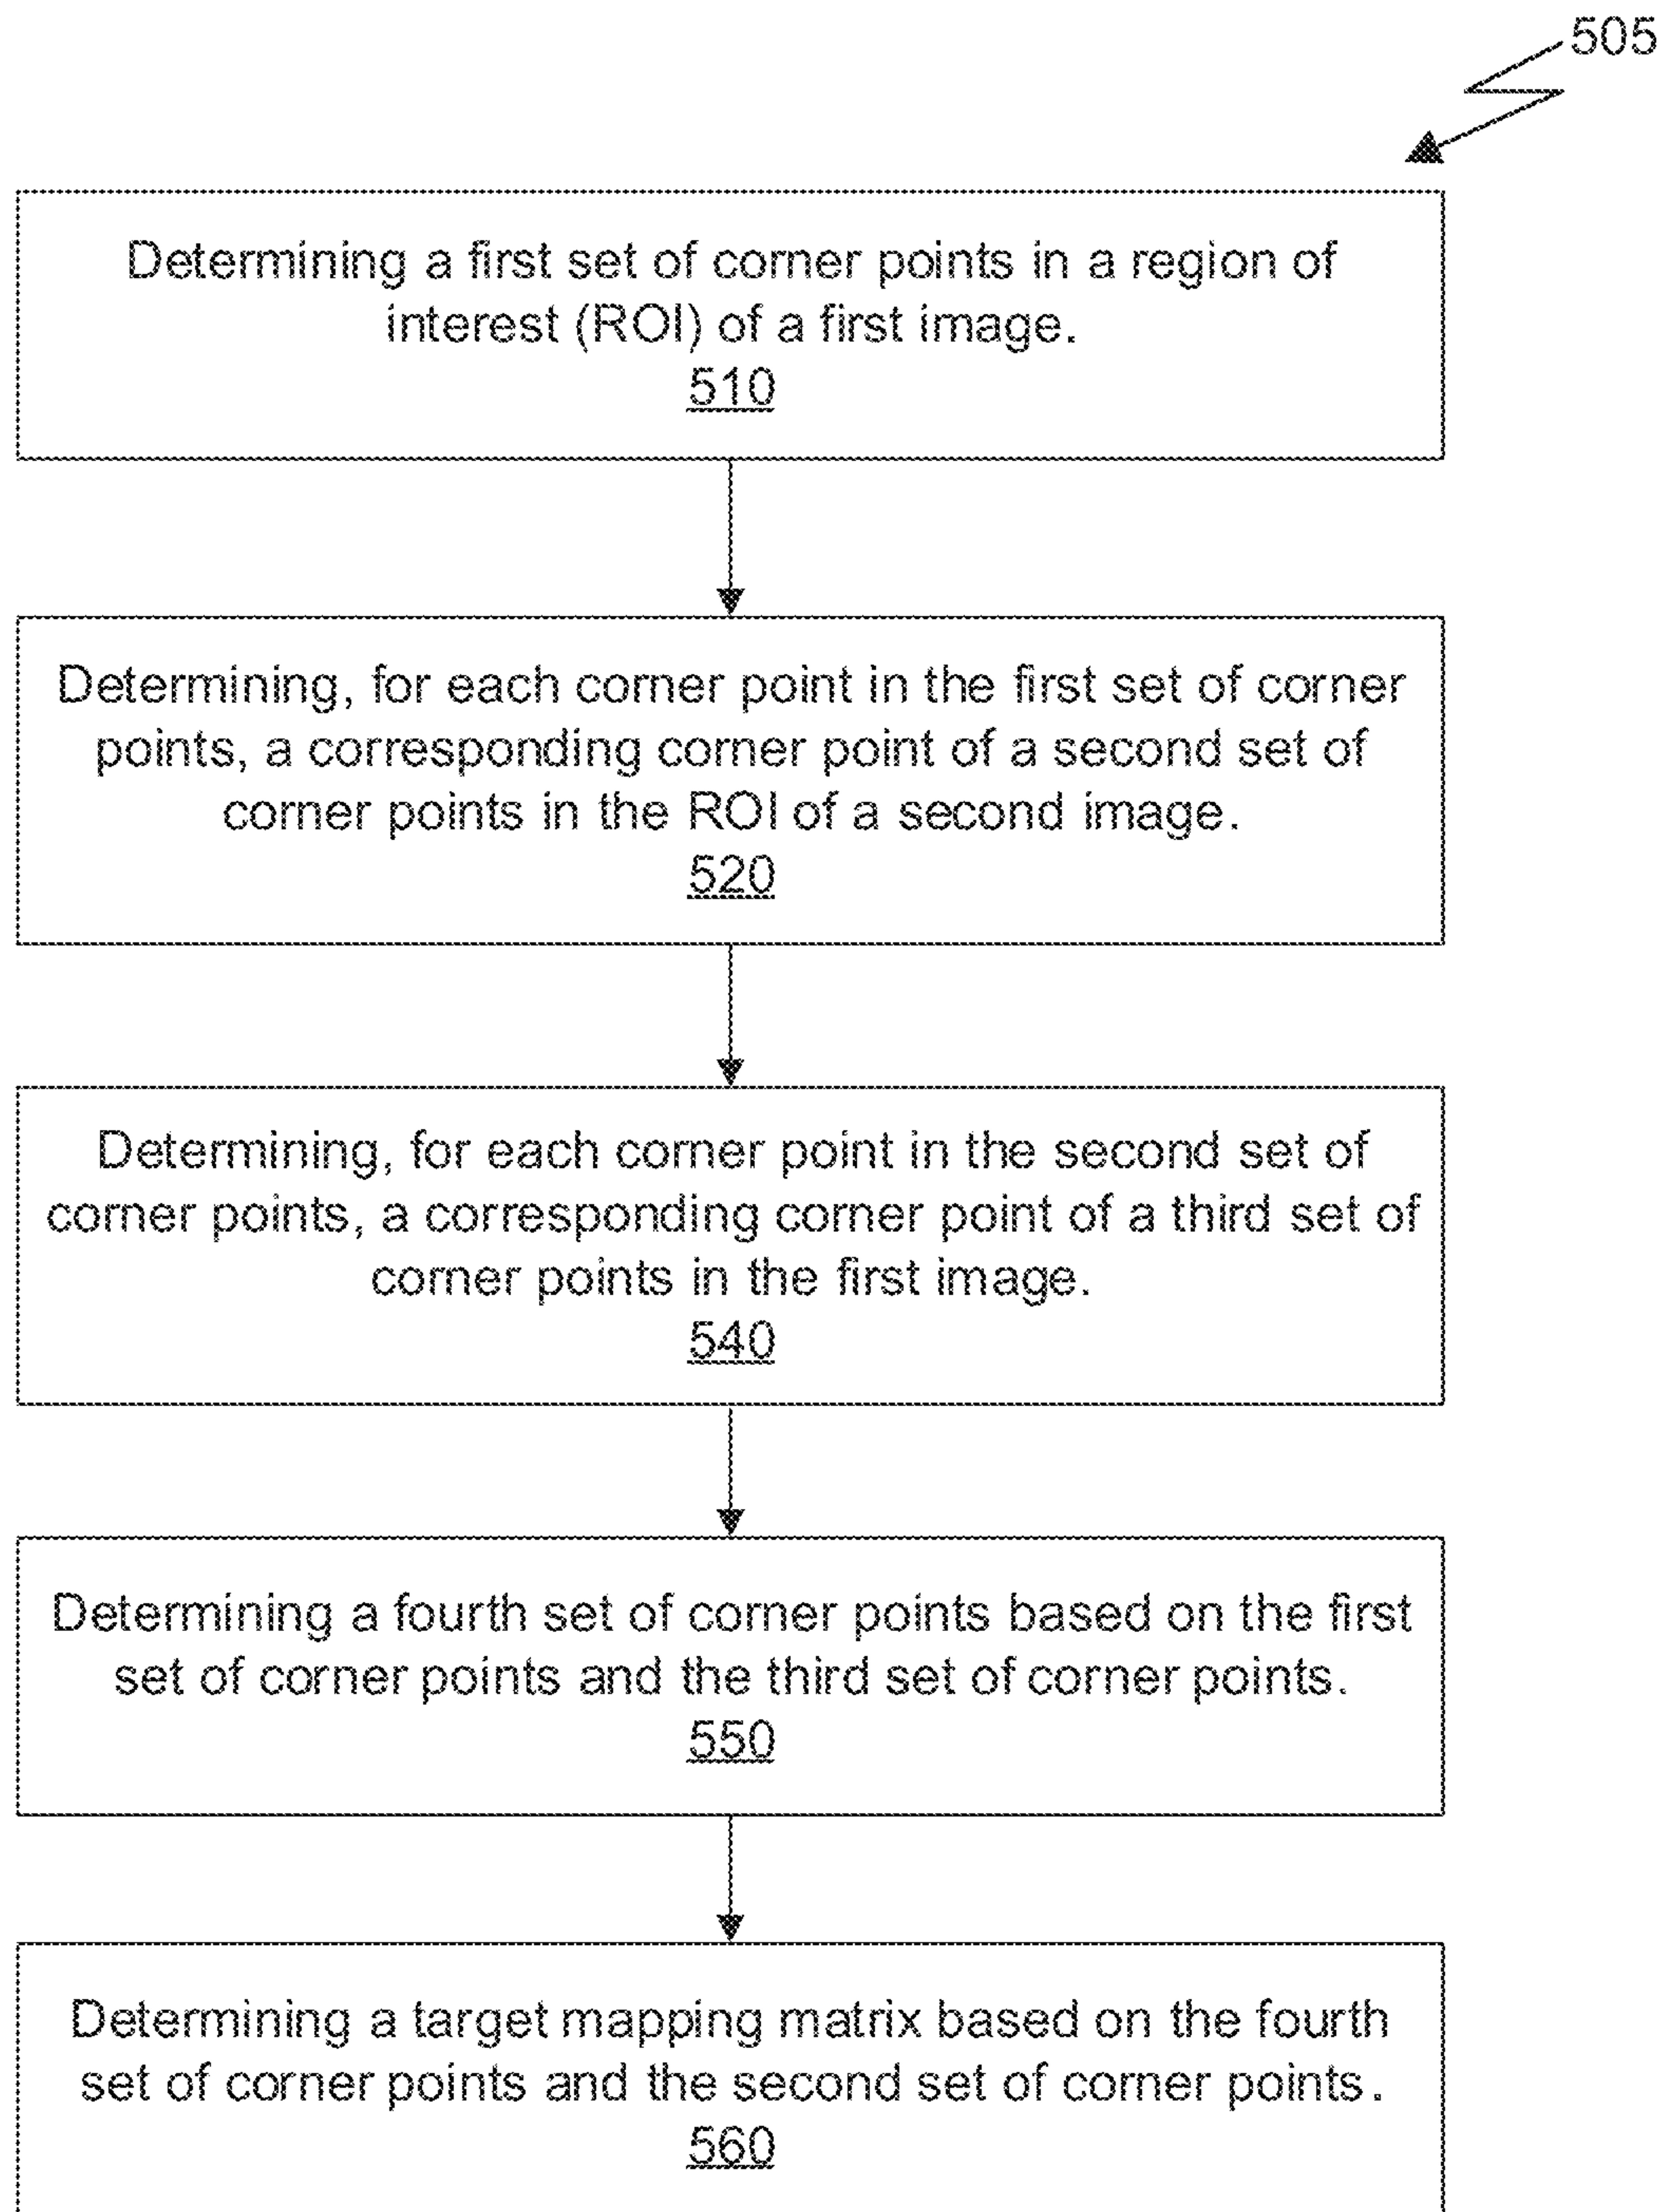 505
Determining a first set of corner points in a region of
interest (ROI) of a first image.
510
Determining, for each corner point in the first set of corner
points, a corresponding corner point of a second set of
corner points in the ROI of a second image.
520
Determining, for each corner point in the second set of
corner points, a corresponding corner point of a third set of
corner points in the first image.
540
Determining a fourth set of corner points based on the first
set of corner points and the third set of corner points.
550
Determining a target mapping matrix based on the fourth
set of corner points and the second set of corner points.
560